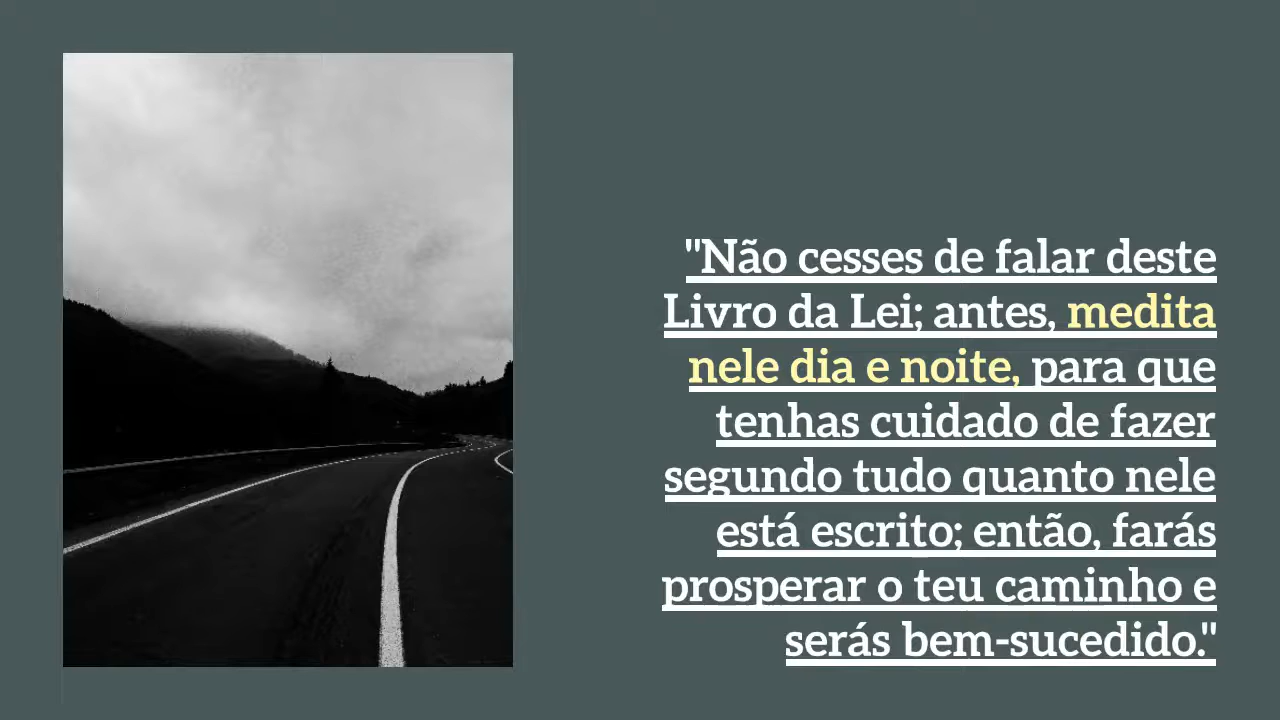 "Não cesses de falar deste
Livro da Lei; antes, medita
nele dia e noite, para que
tenhas cuidado de fazer
segundo tudo quanto nele
está escrito; então, farás
prosperar o teu caminho e
serás bem-sucedido."